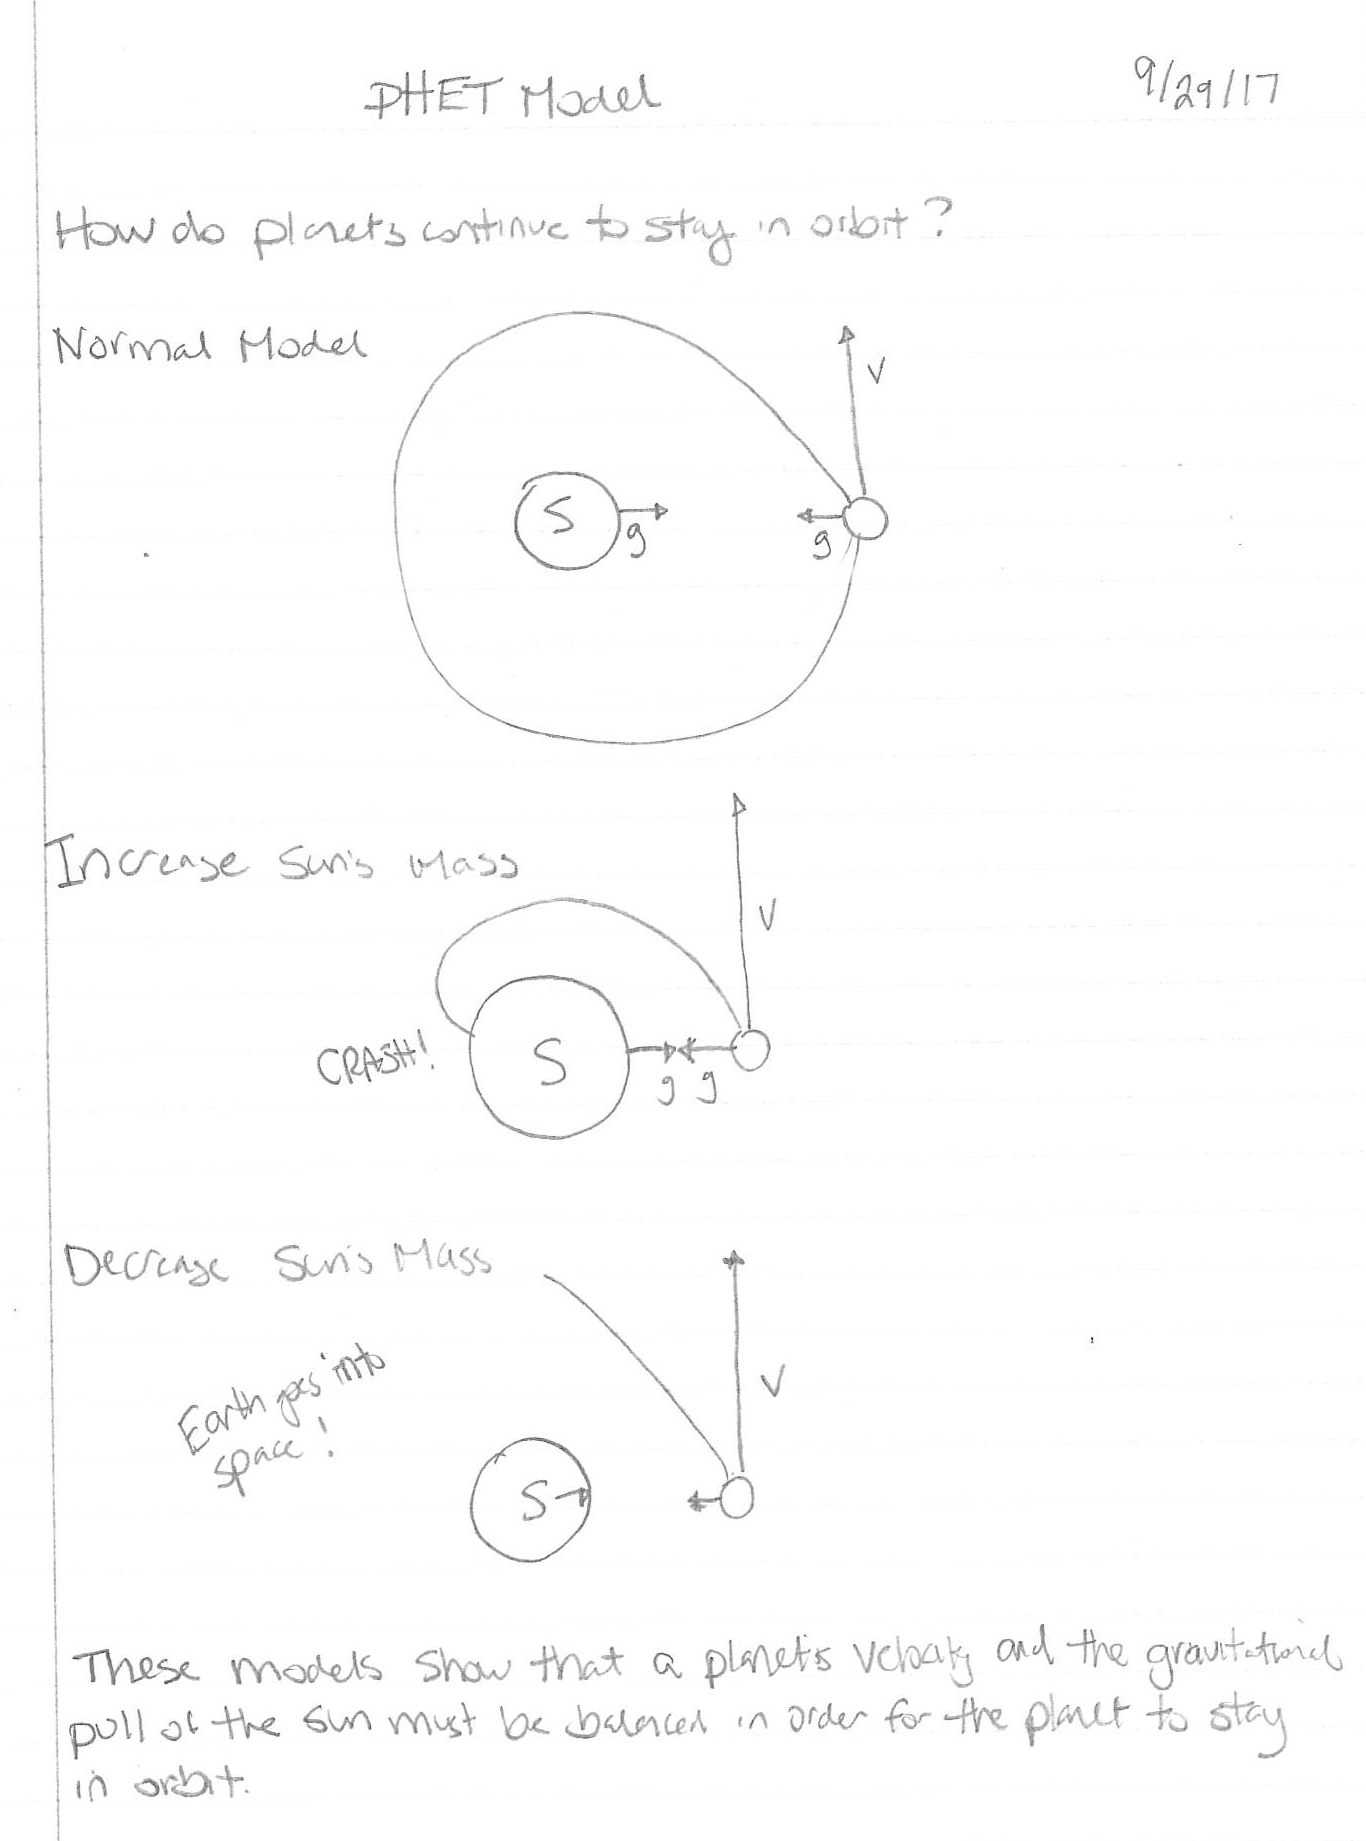 PHET Model
9/29/17
How do planets continue to stay in orbit?
Normal Model
V
S
g
g
Increase Sun's Mass
V
CRASH!
S
g g
Decrease Sun's Mass
Earth goes into
space!
V
S
These models show that a planet's velocity and the gravitational
pull of the sun must be balanced in order for the planet to stay
in orbit.